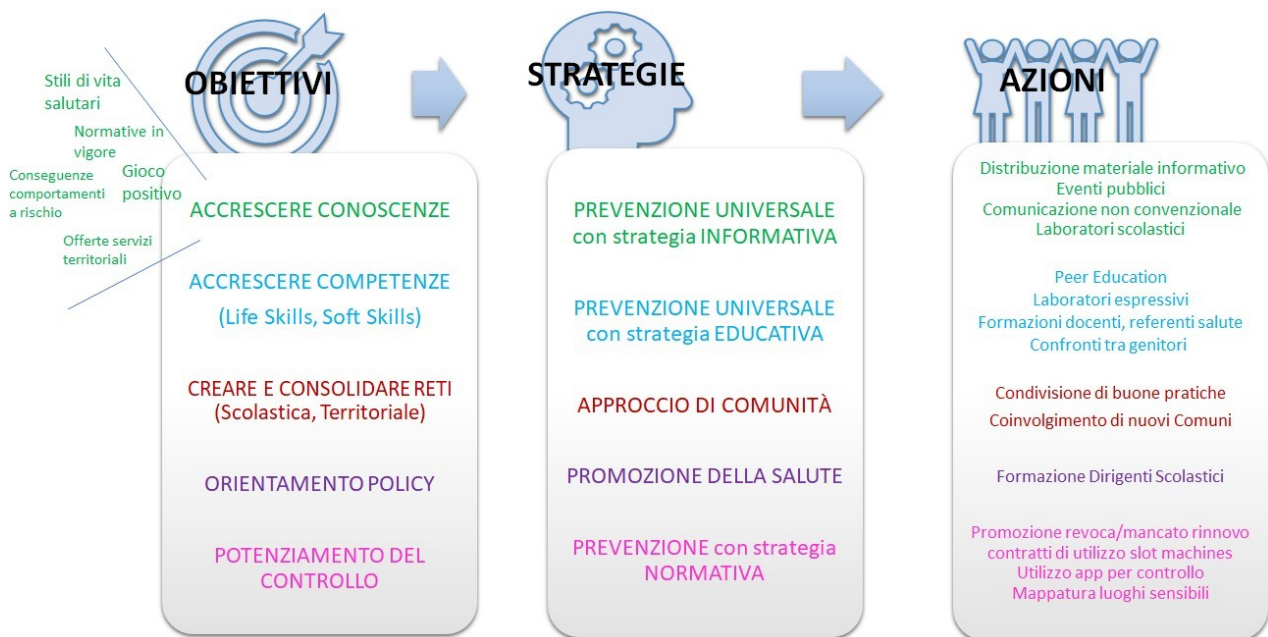 OBIETTIVI
STRATEGIE
AZIONI
Stili di vita
salutari
Normative in
vigore
Conseguenze
comportamenti
a rischio
Gioco
positivo
Offerte servizi
territoriali
ACCRESCERE CONOSCENZE
ACCRESCERE COMPETENZE
(Life Skills, Soft Skills)
CREARE E CONSOLIDARE RETI
(Scolastica, Territoriale)
ORIENTAMENTO POLICY
POTENZIAMENTO DEL
CONTROLLO
PREVENZIONE UNIVERSALE
con strategia INFORMATIVA
PREVENZIONE UNIVERSALE
con strategia EDUCATIVA
APPROCCIO DI COMUNITÀ
PROMOZIONE DELLA SALUTE
PREVENZIONE con strategia
NORMATIVA
Distribuzione materiale informativo
Eventi pubblici
Comunicazione non convenzionale
Laboratori scolastici
Peer Education
Laboratori espressivi
Formazioni docenti, referenti salute
Confronti tra genitori
Condivisione di buone pratiche
Coinvolgimento di nuovi Comuni
Formazione Dirigenti Scolastici
Promozione revoca/mancato rinnovo
contratti di utilizzo slot machines
Utilizzo app per controllo
Mappatura luoghi sensibili